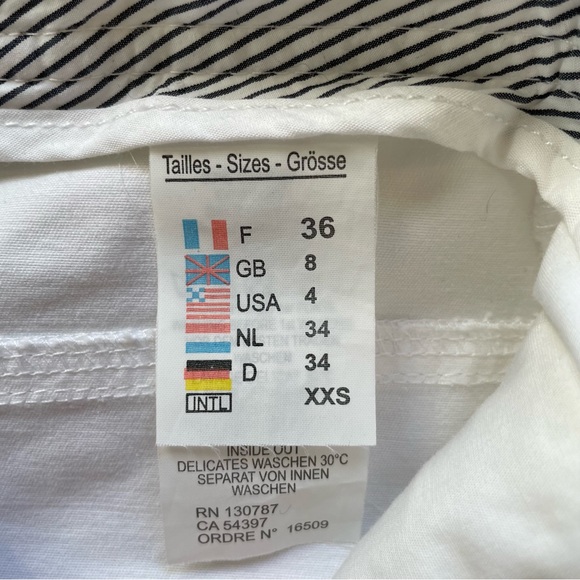 Tailles - Sizes - Grösse
F 36
GB 8
USA 4
NL 34
D 34
INTL XXS
INSIDE OUT
DELICATES WASCHEN 30°C
SEPARAT VON INNEN
WASCHEN
RN 130787
CA 54397
ORDRE N° 16509